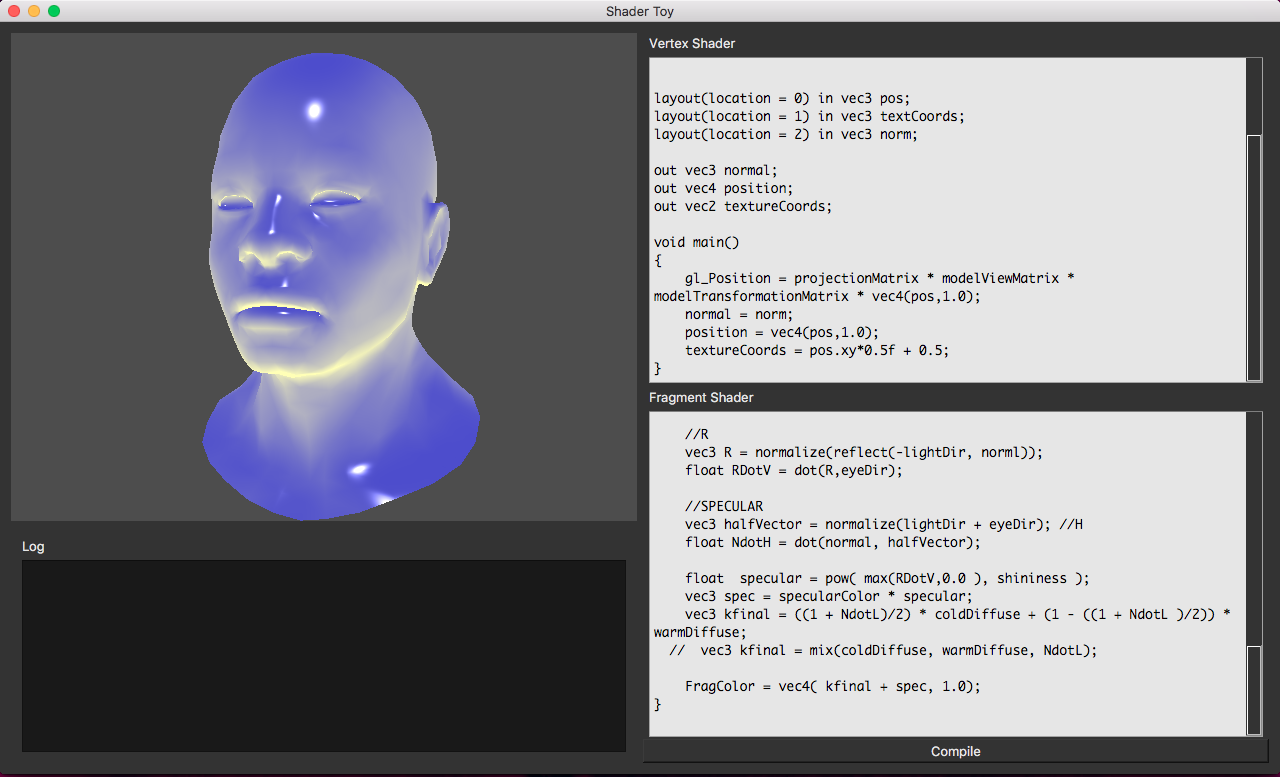 Shader Toy
Vertex Shader
layout(location = 0) in vec3 pos;
layout(location = 1) in vec3 textCoords;
layout(location = 2) in vec3 norm;
out vec3 normal;
out vec4 position;
out vec2 textureCoords;
void main()
{
    gl_Position = projectionMatrix * modelViewMatrix *
modelTransformationMatrix * vec4(pos,1.0);
    normal = norm;
    position = vec4(pos,1.0);
    textureCoords = pos.xy*0.5f + 0.5;
}
Fragment Shader
    //R
    vec3 R = normalize(reflect(-lightDir, norml));
    float RDotV = dot(R,eyeDir);
    //SPECULAR
    vec3 halfVector = normalize(lightDir + eyeDir); //H
    float NdotH = dot(normal, halfVector);
    float  specular = pow( max(RDotV,0.0 ), shininess );
    vec3 spec = specularColor * specular;
    vec3 kfinal = ((1 + NdotL)/2) * coldDiffuse + (1 - ((1 + NdotL )/2)) *
warmDiffuse;
  //  vec3 kfinal = mix(coldDiffuse, warmDiffuse, NdotL);
    FragColor = vec4( kfinal + spec, 1.0);
}
Log
Compile